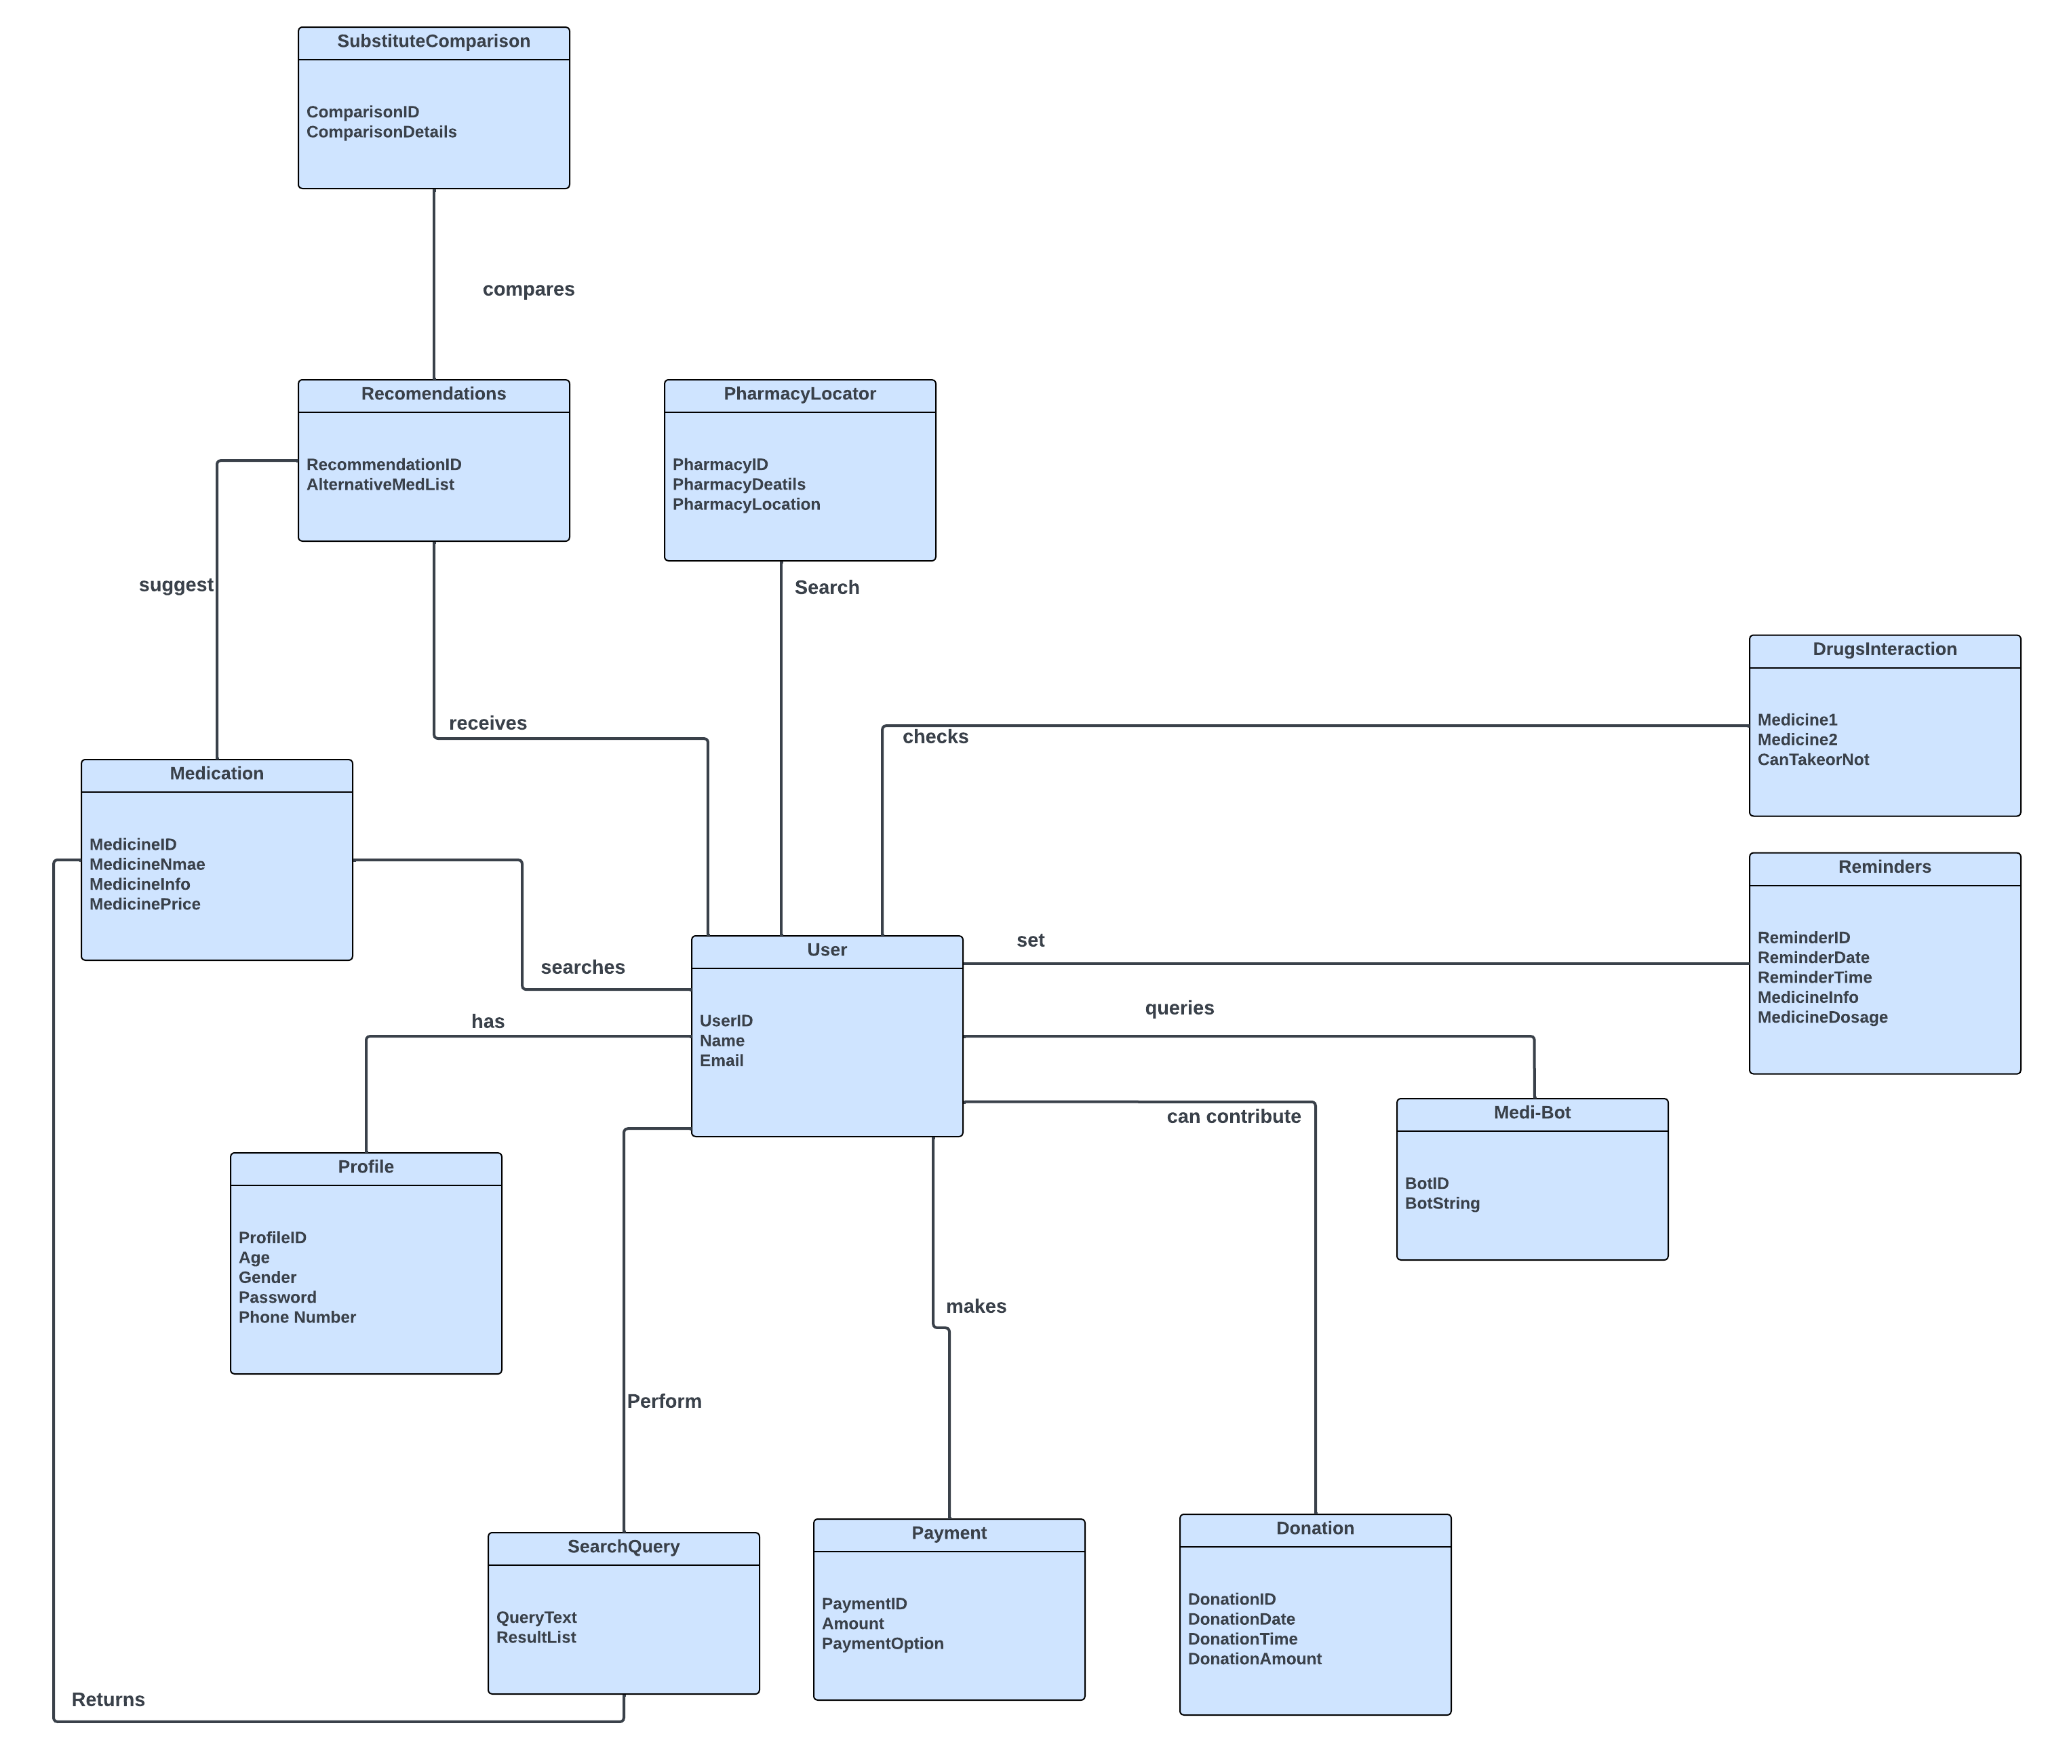 SubstituteComparison
ComparisonID
ComparisonDetails
compares
Recomendations
RecommendationID
AlternativeMedList
PharmacyLocator
PharmacyID
PharmacyDeatils
PharmacyLocation
suggest
Search
receives
checks
DrugsInteraction
Medicine1
Medicine2
CanTakeorNot
Medication
MedicineID
MedicineNmae
MedicineInfo
MedicinePrice
searches
Reminders
ReminderID
ReminderDate
ReminderTime
MedicineInfo
MedicineDosage
set
User
UserID
Name
Email
has
queries
can contribute
Medi-Bot
BotID
BotString
Profile
ProfileID
Age
Gender
Password
Phone Number
makes
Perform
SearchQuery
QueryText
ResultList
Payment
PaymentID
Amount
PaymentOption
Donation
DonationID
DonationDate
DonationTime
DonationAmount
Returns